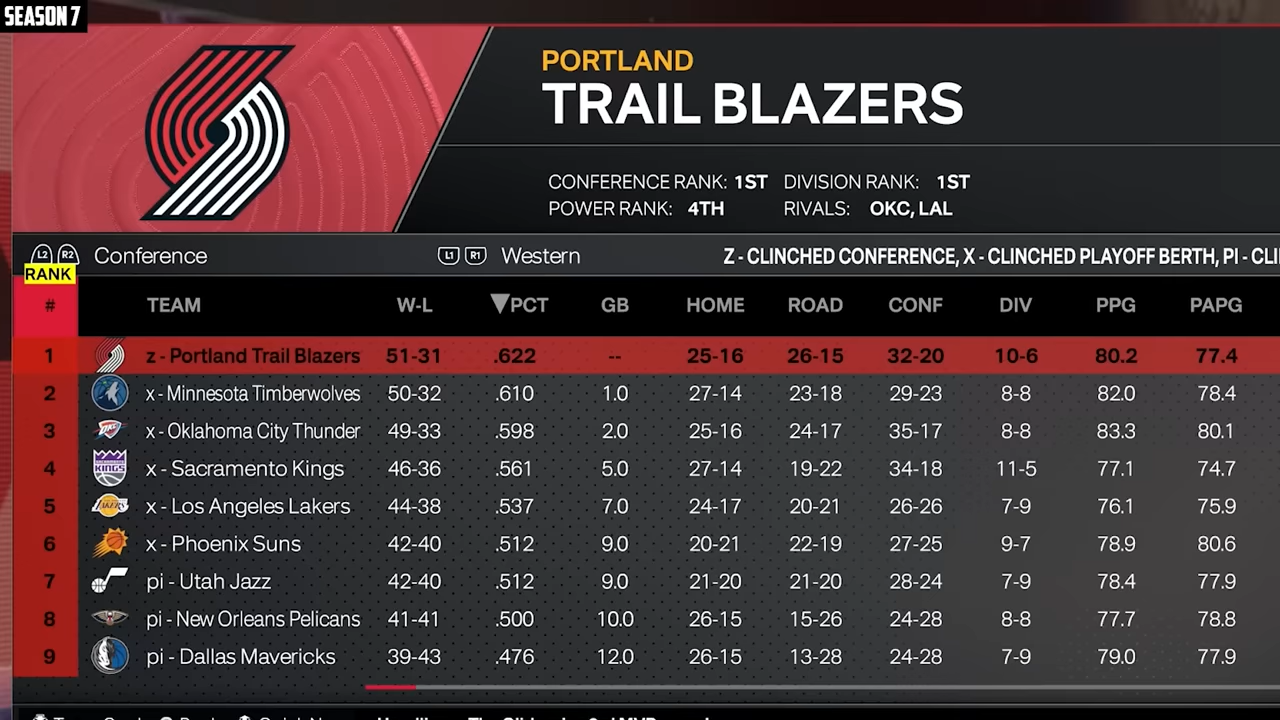 SEASON 7
PORTLAND
TRAIL BLAZERS
CONFERENCE RANK: 1ST DIVISION RANK: 1ST
POWER RANK: 4TH RIVALS: OKC, LAL
L2 R2 Conference L1 R1 Western Z - CLINCHED CONFERENCE, X - CLINCHED PLAYOFF BERTH, PI - CLI
RANK
# TEAM W-L ▼PCT GB HOME ROAD CONF DIV PPG PAPG
1 z - Portland Trail Blazers 51-31 .622 -- 25-16 26-15 32-20 10-6 80.2 77.4
2 x - Minnesota Timberwolves 50-32 .610 1.0 27-14 23-18 29-23 8-8 82.0 78.4
3 x - Oklahoma City Thunder 49-33 .598 2.0 25-16 24-17 35-17 8-8 83.3 80.1
4 KINGS x - Sacramento Kings 46-36 .561 5.0 27-14 19-22 34-18 11-5 77.1 74.7
5 x - Los Angeles Lakers 44-38 .537 7.0 24-17 20-21 26-26 7-9 76.1 75.9
6 x - Phoenix Suns 42-40 .512 9.0 20-21 22-19 27-25 9-7 78.9 80.6
7 pi - Utah Jazz 42-40 .512 9.0 21-20 21-20 28-24 7-9 78.4 77.9
8 pi - New Orleans Pelicans 41-41 .500 10.0 26-15 15-26 24-28 8-8 77.7 78.8
9 pi - Dallas Mavericks 39-43 .476 12.0 26-15 13-28 24-28 7-9 79.0 77.9